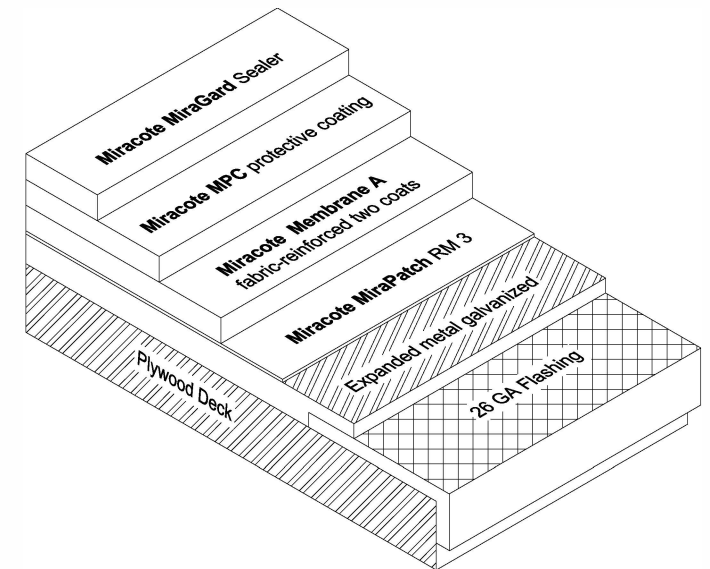 Miracote MiraGard Sealer
Miracote MPC protective coating
Miracote Membrane A
fabric-reinforced two coats
Miracote MiraPatch RM 3
Expanded metal galvanized
26 GA Flashing
Plywood Deck